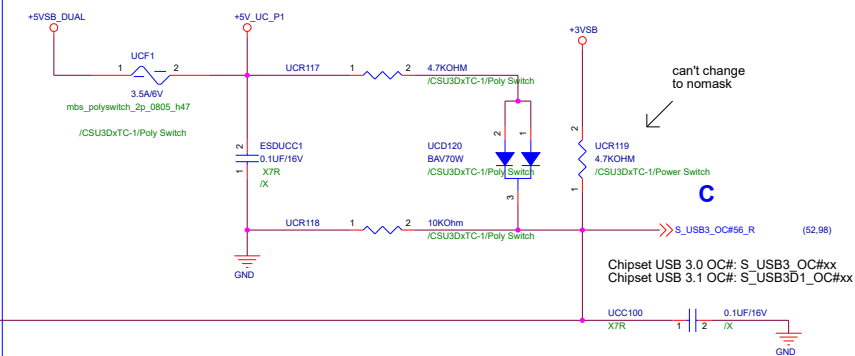 +5VSB_DUAL
+5V_UC_P1
+3VSB
UCF1
1
2
3.5A/6V
mbs_polyswitch_2p_0805_h47
/CSU3DxTC-1/Poly Switch
UCR117
1
2
4.7KOHM
/CSU3DxTC-1/Poly Switch
can't change
to nomask
2
1
ESDUCC1
0.1UF/16V
X7R
/X
UCD120
BAV70W
/CSU3DxTC-1/Poly Switch
2
1
3
2
UCR119
4.7KOHM
/CSU3DxTC-1/Power Switch
1
C
UCR118
1
2
10KOhm
/CSU3DxTC-1/Poly Switch
GND
S_USB3_OC#56_R
(52,98)
Chipset USB 3.0 OC#: S_USB3_OC#xx
Chipset USB 3.1 OC#: S_USB3D1_OC#xx
UCC100
X7R
1
2
0.1UF/16V
/X
GND